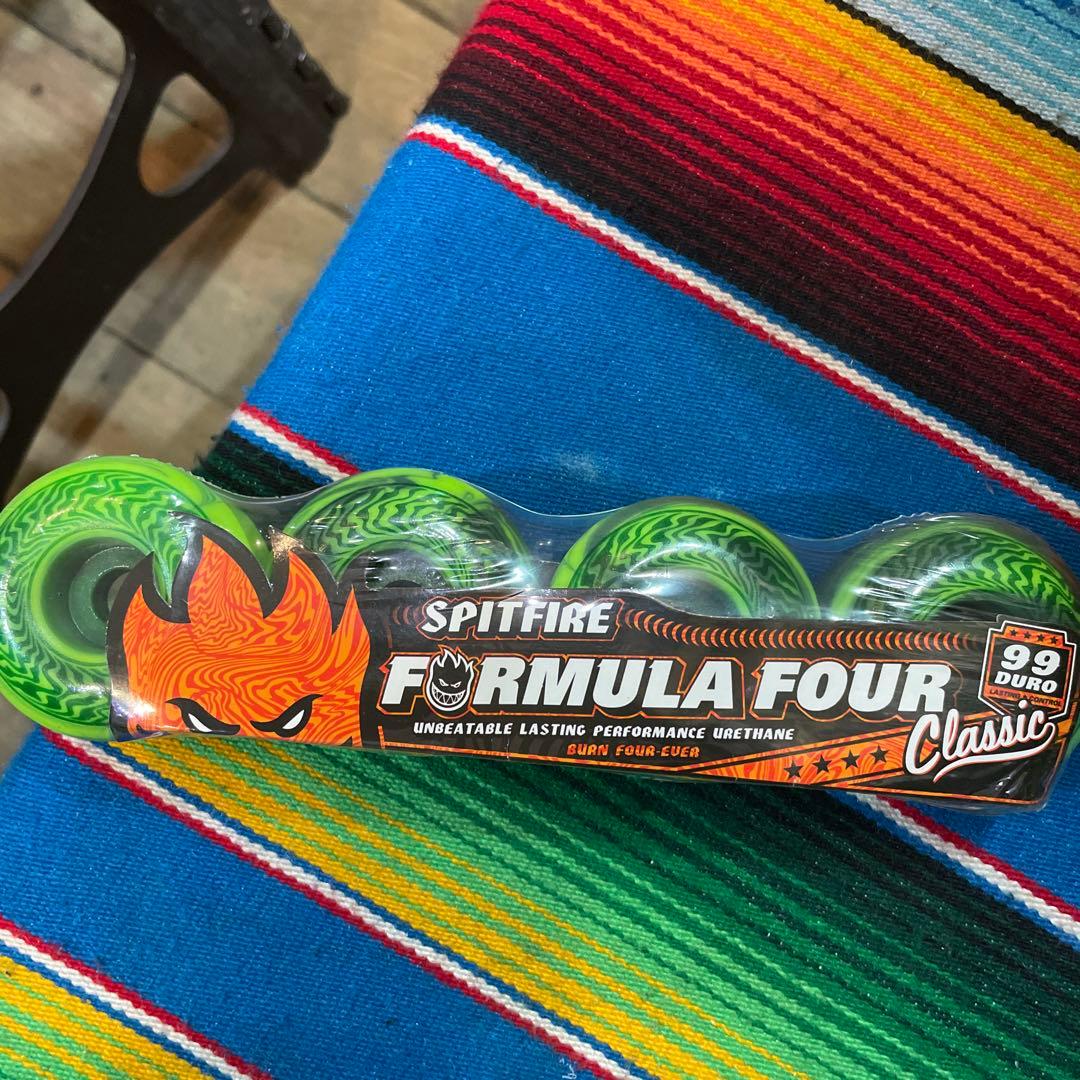 SPITFIRE
FORMULA FOUR
UNBEATABLE LASTING PERFORMANCE URETHANE
BURN FOUR-EVER
99
DURO
LASTING & CONTROL
Classic